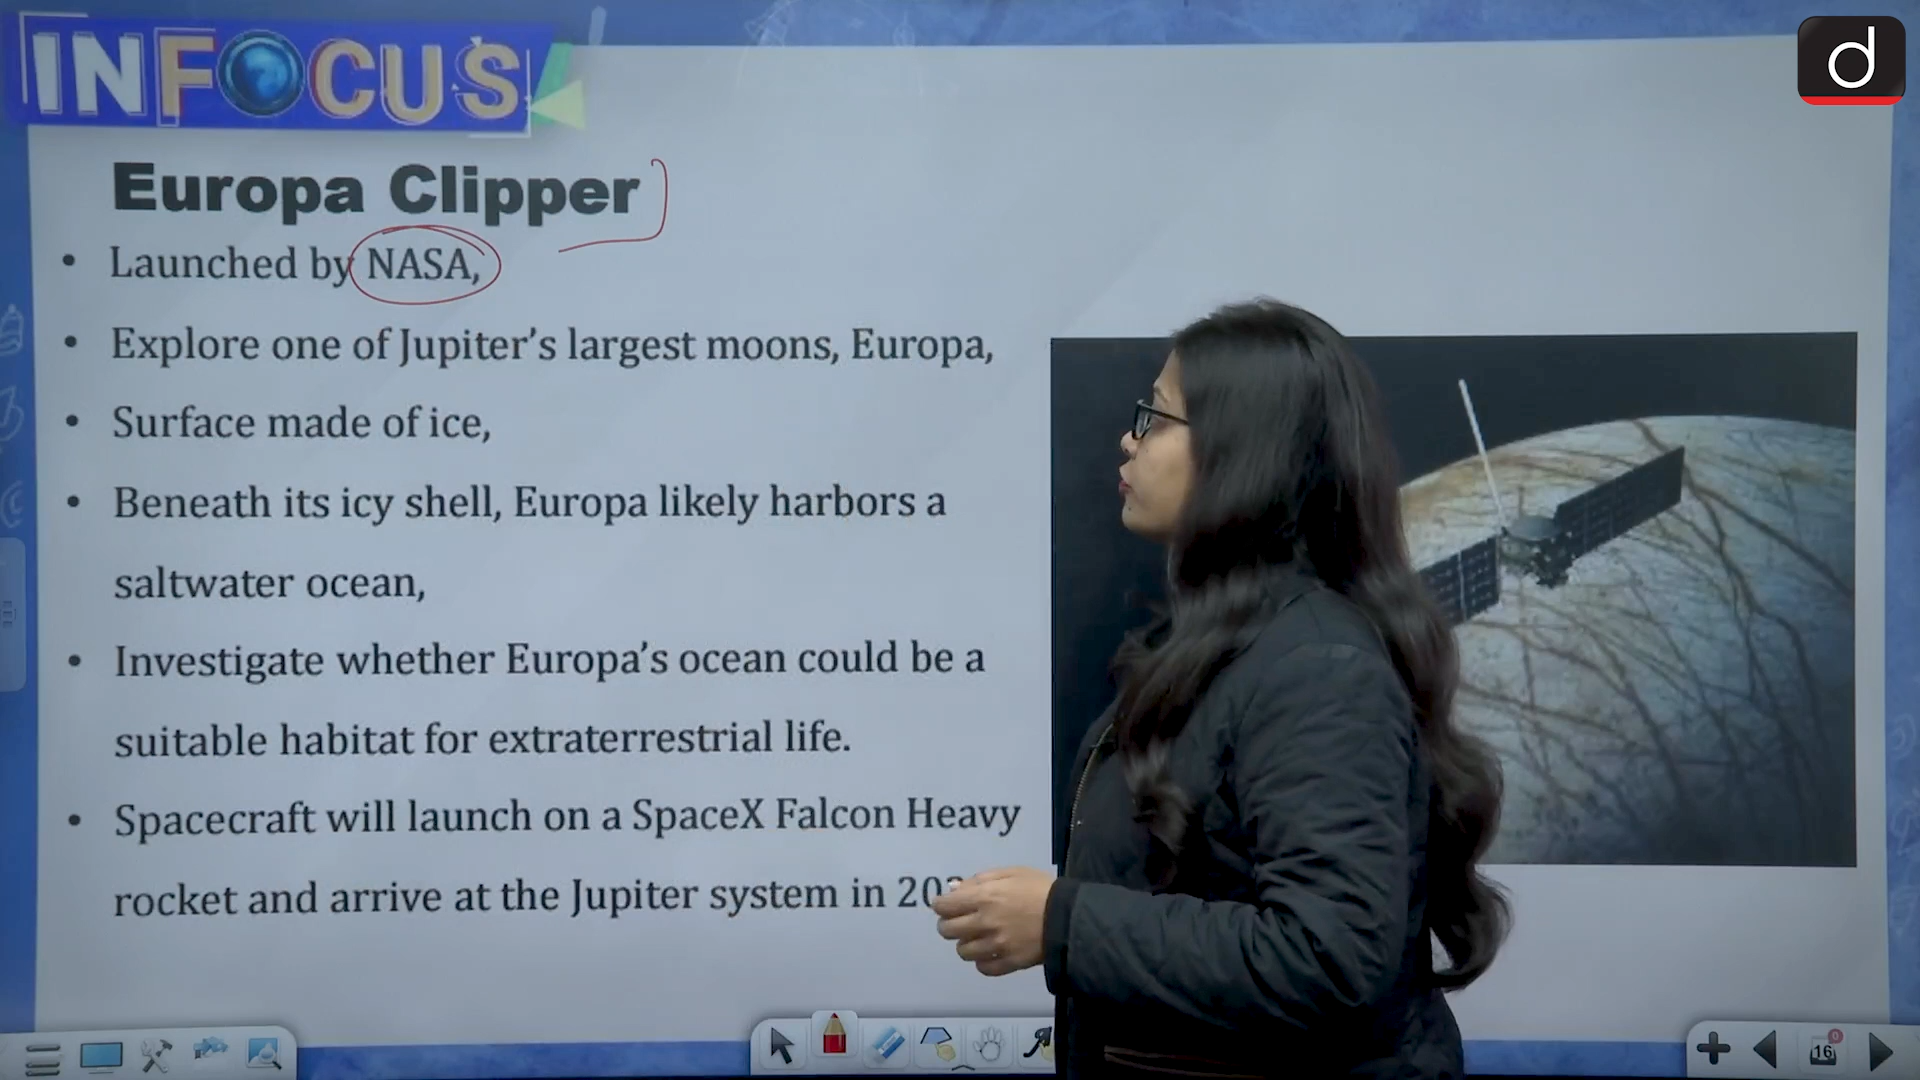 INFOCUS
d
Europa Clipper
• Launched by NASA,
• Explore one of Jupiter's largest moons, Europa,
• Surface made of ice,
• Beneath its icy shell, Europa likely harbors a
saltwater ocean,
• Investigate whether Europa's ocean could be a
suitable habitat for extraterrestrial life.
• Spacecraft will launch on a SpaceX Falcon Heavy
rocket and arrive at the Jupiter system in
16
0